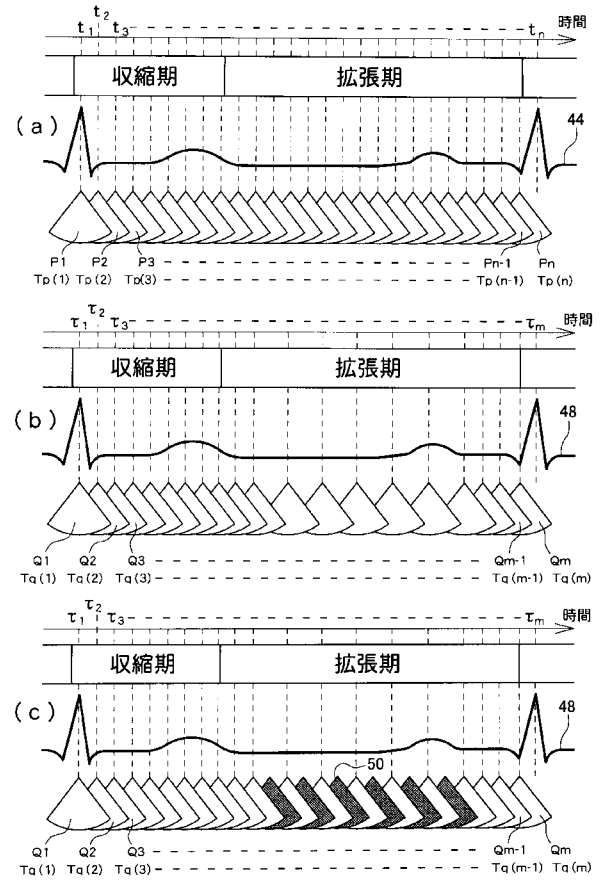 t1 t2 t3 tn 時間
収縮期 拡張期
(a)
44
P1 P2 P3 Pn-1 Pn
Tp(1) Tp(2) Tp(3) Tp(n-1) Tp(n)
τ1 τ2 τ3 τm 時間
収縮期 拡張期
(b)
48
Q1 Q2 Q3 Qm-1 Qm
Tq(1) Tq(2) Tq(3) Tq(m-1) Tq(m)
τ1 τ2 τ3 τm 時間
収縮期 拡張期
(c)
48
50
Q1 Q2 Q3 Qm-1 Qm
Tq(1) Tq(2) Tq(3) Tq(m-1) Tq(m)